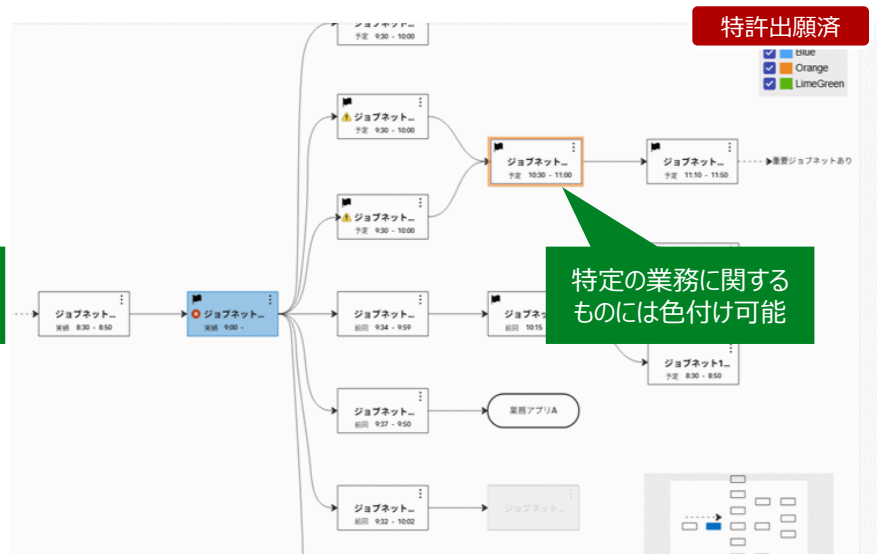 特許出願済
ジョブネット...
予定 9:30 - 10:00
Blue
Orange
LimeGreen
ジョブネット...
予定 9:30 - 10:00
ジョブネット...
予定 10:30 - 11:00
ジョブネット...
予定 11:10 - 11:50
重要ジョブネットあり
ジョブネット...
予定 9:30 - 10:00
特定の業務に関する
ものには色付け可能
ジョブネット...
実績 8:30 - 8:50
ジョブネット...
実績 9:00 -
ジョブネット...
前回 9:34 - 9:59
ジョブネッ
前回 10:15
ジョブネット1...
予定 8:30 - 8:50
ジョブネット...
前回 9:37 - 9:50
業務アプリA
ジョブネット...
前回 9:32 - 10:02
ジョブネット...